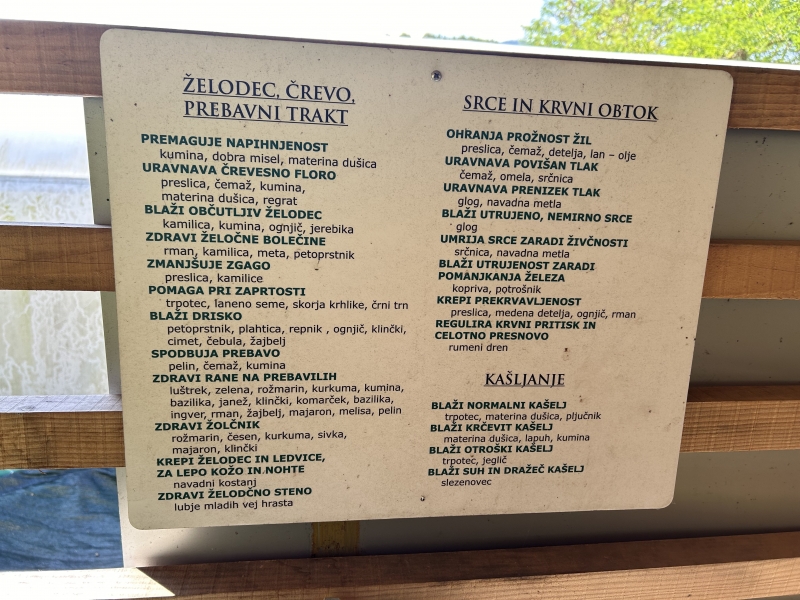 ŽELODEC, ČREVO,
PREBAVNI TRAKT
PREMAGUJE NAPIHNJENOST
kumina, dobra misel, materina dušica
URAVNAVA ČREVESNO FLORO
preslica, čemaž, kumina,
materina dušica, regrat
BLAŽI OBČUTLJIV ŽELODEC
kamilica, kumina, ognjič, jerebika
ZDRAVI ŽELOČNE BOLEČINE
rman, kamilica, meta, petoprstnik
ZMANJŠUJE ZGAGO
preslica, kamilice
POMAGA PRI ZAPRTOSTI
trpotec, laneno seme, skorja krhlike, črni trn
BLAŽI DRISKO
petoprstnik, plahtica, repnik , ognjič, klinčki,
cimet, čebula, žajbelj
SPODBUJA PREBAVO
pelin, čemaž, kumina
ZDRAVI RANE NA PREBAVILIH
luštrek, zelena, rožmarin, kurkuma, kumina,
bazilika, janež, klinčki, komarček, bazilika,
ingver, rman, žajbelj, majaron, melisa, pelin
ZDRAVI ŽOLČNIK
rožmarin, česen, kurkuma, sivka,
majaron, klinčki
KREPI ŽELODEC IN LEDVICE,
ZA LEPO KOŽO IN NOHTE
navadni kostanj
ZDRAVI ŽELODČNO STENO
lubje mladih vej hrasta
SRCE IN KRVNI OBTOK
OHRANJA PROŽNOST ŽIL
preslica, čemaž, detelja, lan – olje
URAVNAVA POVIŠAN TLAK
čemaž, omela, srčnica
URAVNAVA PRENIZEK TLAK
glog, navadna metla
BLAŽI UTRUJENO, NEMIRNO SRCE
glog
UMRIJA SRCE ZARADI ŽIVČNOSTI
srčnica, navadna metla
BLAŽI UTRUJENOST ZARADI
POMANJKANJA ŽELEZA
kopriva, potrošnik
KREPI PREKRVAVLJENOST
preslica, medena detelja, ognjič, rman
REGULIRA KRVNI PRITISK IN
CELOTNO PRESNOVO
rumeni dren
KAŠLJANJE
BLAŽI NORMALNI KAŠELJ
trpotec, materina dušica, pljučnik
BLAŽI KRČEVIT KAŠELJ
materina dušica, lapuh, kumina
BLAŽI OTROŠKI KAŠELJ
trpotec, jeglič
BLAŽI SUH IN DRAŽEČ KAŠELJ
slezenovec